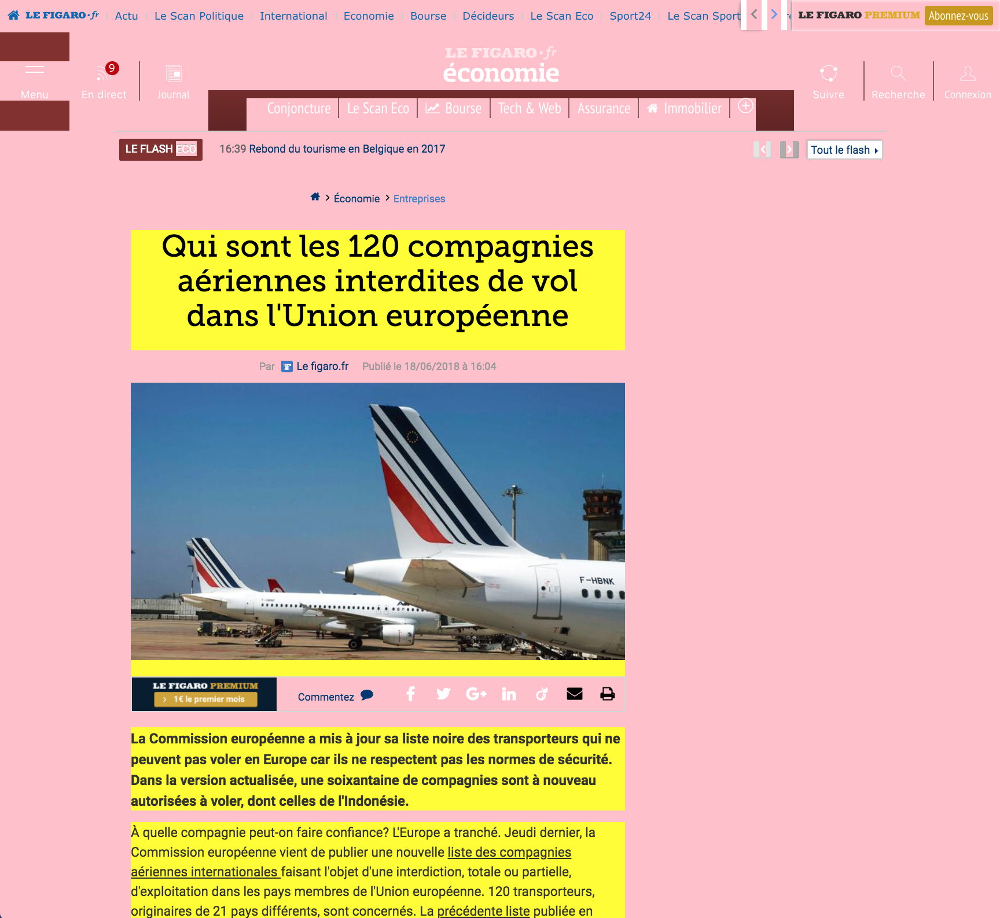 LE FIGARO·fr
Actu
Le Scan Politique
International
Economie
Bourse
Décideurs
Le Scan Eco
Sport24
Le Scan Sport
LE FIGARO PREMIUM
Abonnez-vous
LE FIGARO·fr
économie
Menu
9
En direct
Journal
Suivre
Recherche
Connexion
Conjoncture
Le Scan Eco
Bourse
Tech & Web
Assurance
Immobilier
LE FLASH ECO
16:39 Rebond du tourisme en Belgique en 2017
Tout le flash
Économie
Entreprises
Qui sont les 120 compagnies
aériennes interdites de vol
dans l'Union européenne
Par Le figaro.fr Publié le 18/06/2018 à 16:04
F-HBNK
LE FIGARO PREMIUM
1€ le premier mois
Commentez
La Commission européenne a mis à jour sa liste noire des transporteurs qui ne
peuvent pas voler en Europe car ils ne respectent pas les normes de sécurité.
Dans la version actualisée, une soixantaine de compagnies sont à nouveau
autorisées à voler, dont celles de l'Indonésie.
À quelle compagnie peut-on faire confiance? L'Europe a tranché. Jeudi dernier, la
Commission européenne vient de publier une nouvelle liste des compagnies
aériennes internationales faisant l'objet d'une interdiction, totale ou partielle,
d'exploitation dans les pays membres de l'Union européenne. 120 transporteurs,
originaires de 21 pays différents, sont concernés. La précédente liste publiée en